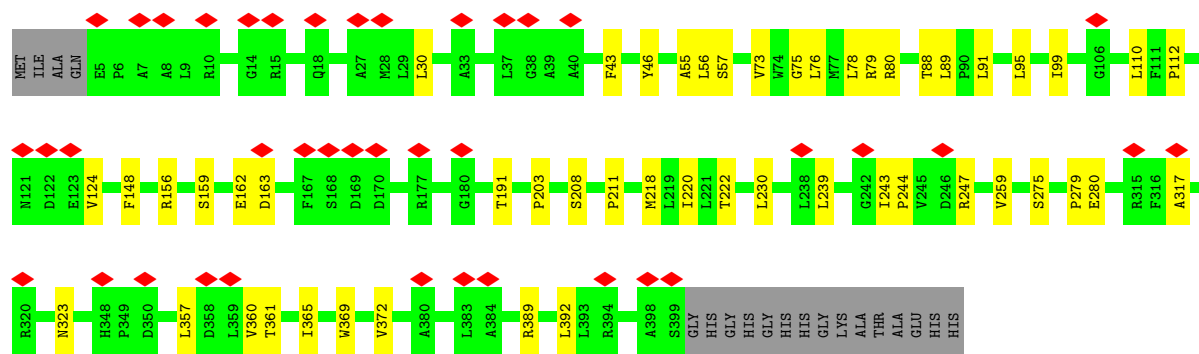 MET ILE ALA GLN E5 P6 A7 A8 L9 R10 G14 R15 Q18 A27 M28 L29 L30 A33 L37 G38 A39 A40 F43 Y46 A55 L56 S57 V73 W74 G75 L76 M77 L78 R79 R80 T88 L89 P90 L91 L95 I99 G106 L110 F111 P112
N121 D122 E123 V124 F148 R156 S159 E162 D163 F167 S168 D169 D170 R177 G180 T191 P203 S208 P211 M218 L219 I220 L221 T222 L230 L238 L239 G242 I243 P244 V245 D246 R247 V259 S275 P279 E280 R315 F316 A317
R320 N323 H348 P349 D350 L357 D358 L359 V360 T361 I365 W369 V372 A380 L383 A384 R389 L392 L393 R394 A398 S399 GLY HIS GLY HIS GLY HIS HIS GLY LYS ALA THR ALA GLU HIS HIS